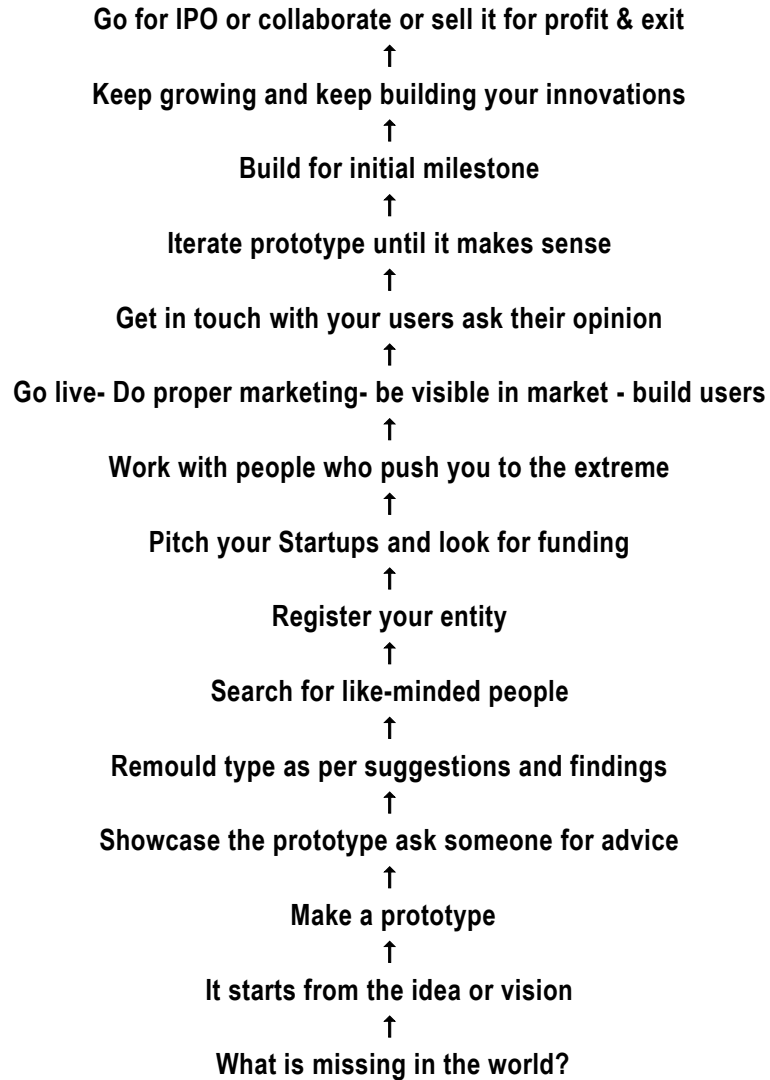 Go for IPO or collaborate or sell it for profit & exit
↑
Keep growing and keep building your innovations
↑
Build for initial milestone
↑
Iterate prototype until it makes sense
↑
Get in touch with your users ask their opinion
↑
Go live- Do proper marketing- be visible in market - build users
↑
Work with people who push you to the extreme
↑
Pitch your Startups and look for funding
↑
Register your entity
↑
Search for like-minded people
↑
Remould type as per suggestions and findings
↑
Showcase the prototype ask someone for advice
↑
Make a prototype
↑
It starts from the idea or vision
↑
What is missing in the world?